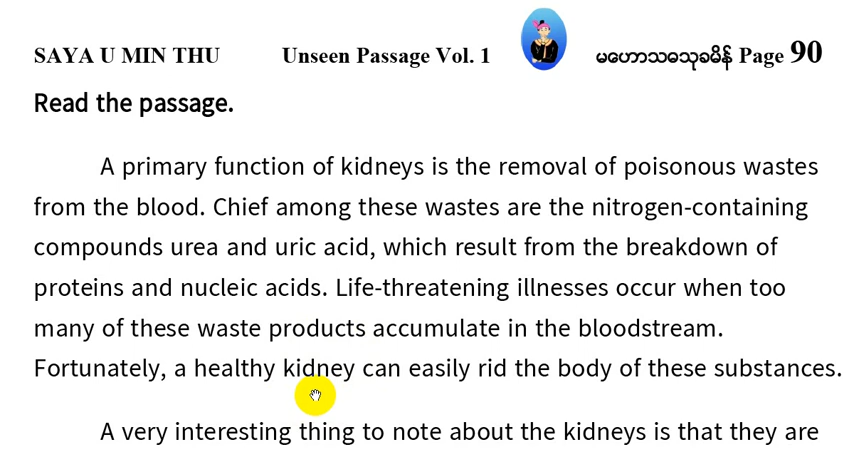 SAYA U MIN THU Unseen Passage Vol. 1 မဟောသဓသုခမိန် Page 90
Read the passage.
A primary function of kidneys is the removal of poisonous wastes
from the blood. Chief among these wastes are the nitrogen-containing
compounds urea and uric acid, which result from the breakdown of
proteins and nucleic acids. Life-threatening illnesses occur when too
many of these waste products accumulate in the bloodstream.
Fortunately, a healthy kidney can easily rid the body of these substances.
A very interesting thing to note about the kidneys is that they are